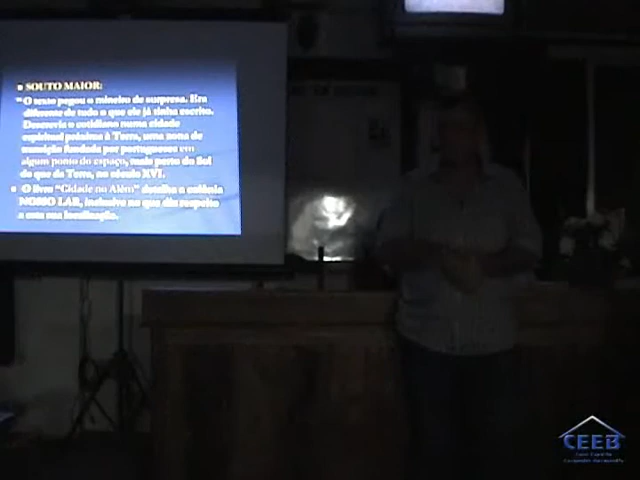 SOUTO MAIOR:
"O texto pegou o mineiro de surpresa. Era
diferente de tudo o que ele já tinha escrito.
Descrevia o cotidiano numa cidade
espiritual próxima à Terra, uma zona de
transição fundada por portugueses em
algum ponto do espaço, mais perto do Sol
do que da Terra, no século XVI.
O livro "Cidade no Além" detalha a colônia
NOSSO LAR, inclusive no que diz respeito
a esta sua localização.
CEEB